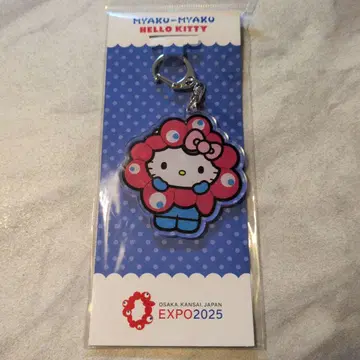 MYAKU-MYAKU
HELLO KITTY
OSAKA, KANSAI, JAPAN
EXPO2025